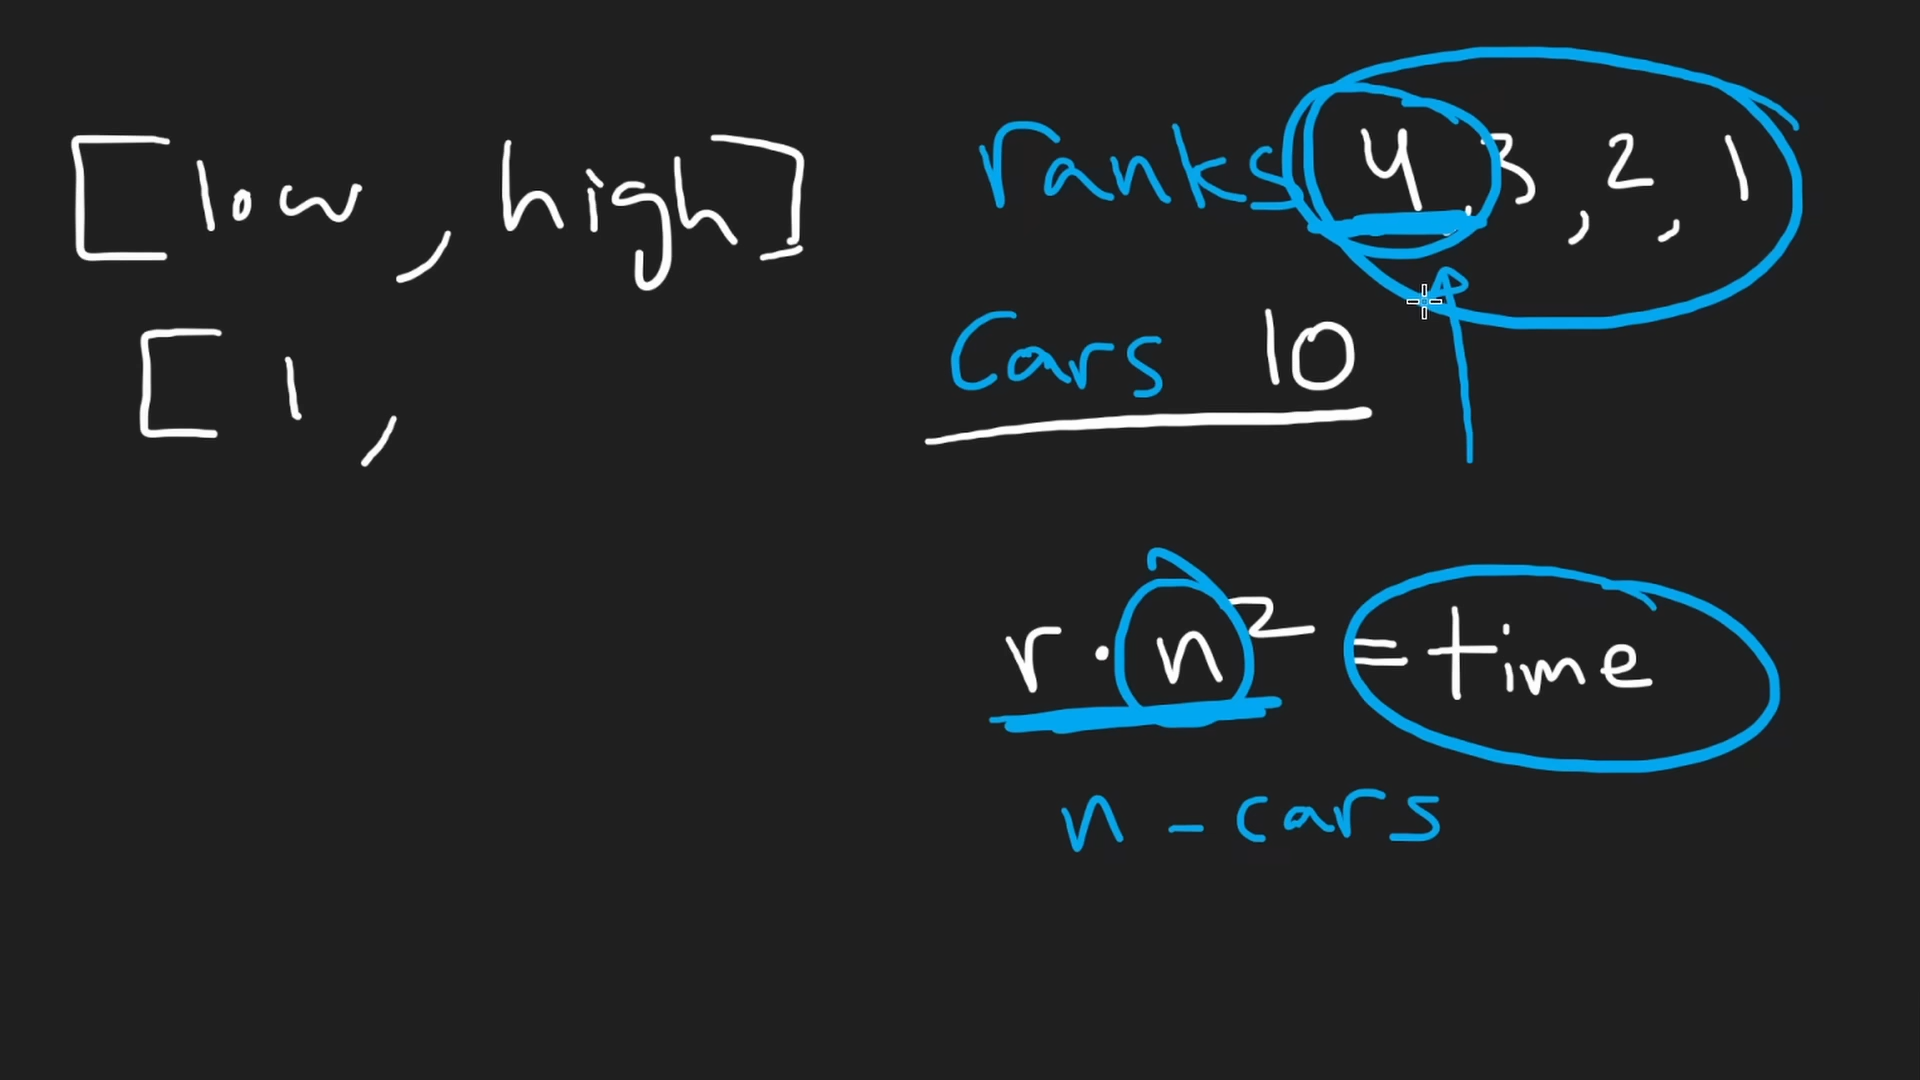 [low, high]
[1,
ranks 4, 3, 2, 1
Cars 10
r · n² = time
n - cars